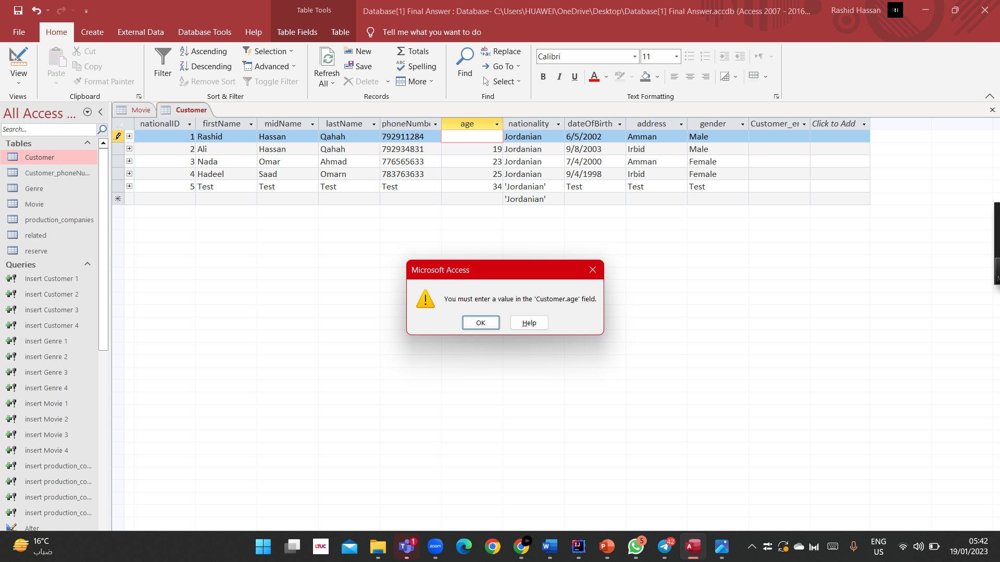 Table Tools
Database[1] Final Answer : Database- C:\Users\HUAWEI\OneDrive\Desktop\Database[1] Final Answer.accdb (Access 2007 - 2016...
Rashid Hassan
File Home Create External Data Database Tools Help Table Fields Table Tell me what you want to do
View
Views
Paste
Cut
Copy
Format Painter
Clipboard
Filter
Ascending
Descending
Remove Sort
Selection
Advanced
Toggle Filter
Sort & Filter
Refresh
All
New
Save
Delete
Totals
Spelling
More
Records
Find
Replace
Go To
Select
Find
Calibri 11
B I U A
Text Formatting
All Access ...
Search...
Tables
Customer
Customer_phoneNu...
Genre
Movie
production_companies
related
reserve
Queries
Insert Customer 1
insert Customer 2
insert Customer 3
insert Customer 4
insert Genre 1
insert Genre 2
insert Genre 3
insert Genre 4
insert Movie 1
insert Movie 2
insert Movie 3
insert Movie 4
insert production_co...
insert production_co...
insert production_co...
insert production_co...
Alter
Movie Customer
nationalID firstName midName lastName phoneNumbe age nationality dateOfBirth address gender Customer_er Click to Add
1 Rashid Hassan Qahah 792911284 Jordanian 6/5/2002 Amman Male
2 Ali Hassan Qahah 792934831 19 Jordanian 9/8/2003 Irbid Male
3 Nada Omar Ahmad 776565633 23 Jordanian 7/4/2000 Amman Female
4 Hadeel Saad Omarn 783763633 25 Jordanian 9/4/1998 Irbid Female
5 Test Test Test Test 34 'Jordanian' Test Test Test
'Jordanian'
Microsoft Access
You must enter a value in the 'Customer.age' field.
OK Help
16°C
ضباب
LTUC
1
zoom
5
42
ENG
US
05:42
19/01/2023